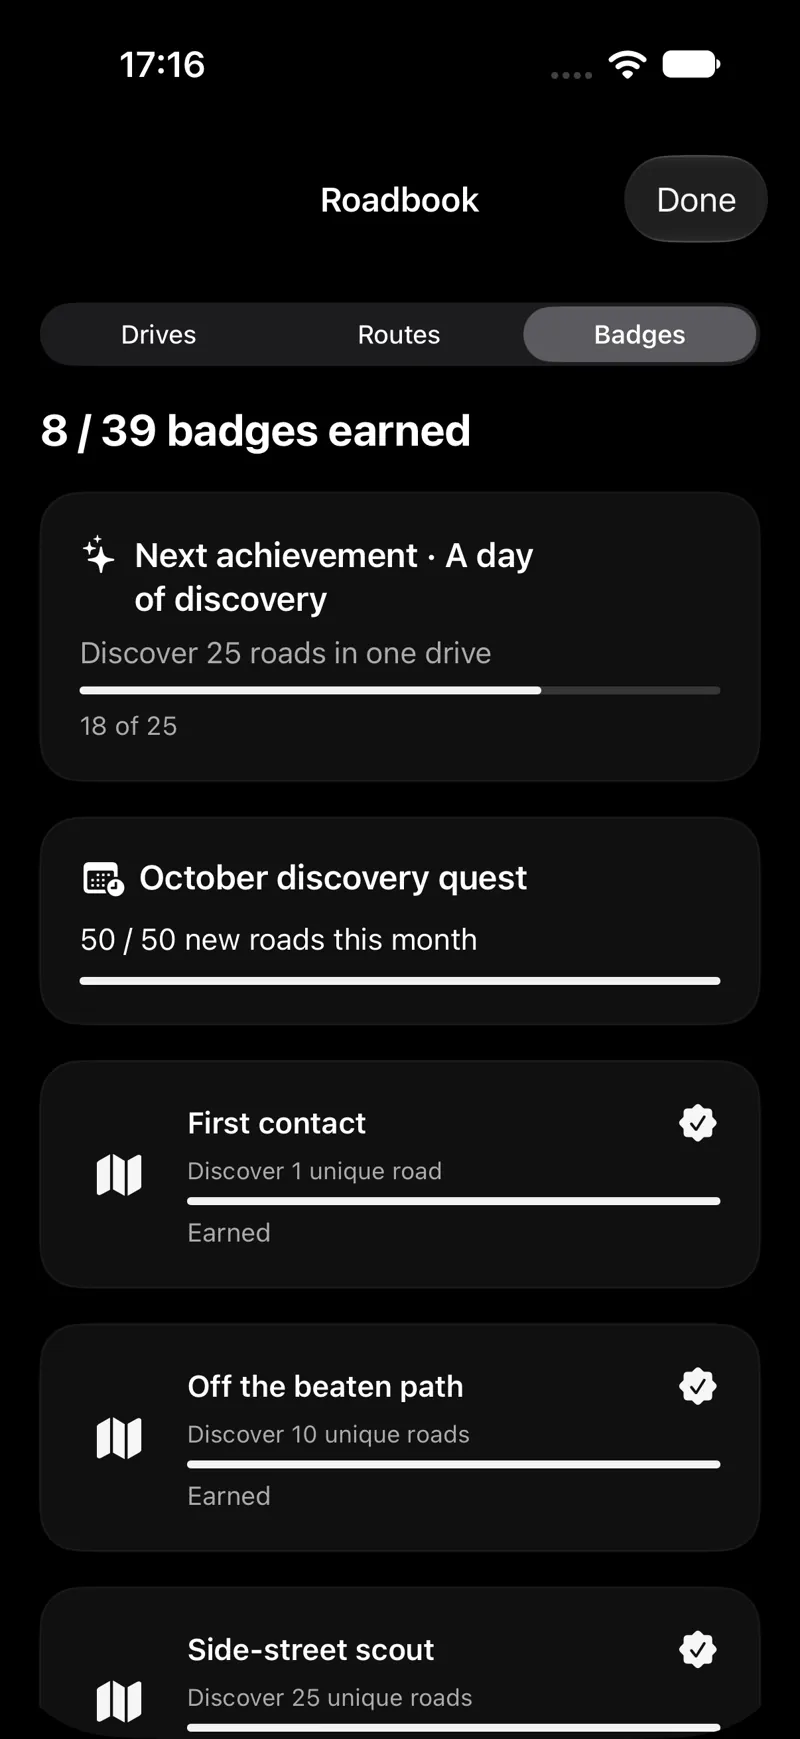 17:16
Roadbook
Done
Drives
Routes
Badges
8 / 39 badges earned
Next achievement · A day
of discovery
Discover 25 roads in one drive
18 of 25
October discovery quest
50 / 50 new roads this month
First contact
Discover 1 unique road
Earned
Off the beaten path
Discover 10 unique roads
Earned
Side-street scout
Discover 25 unique roads